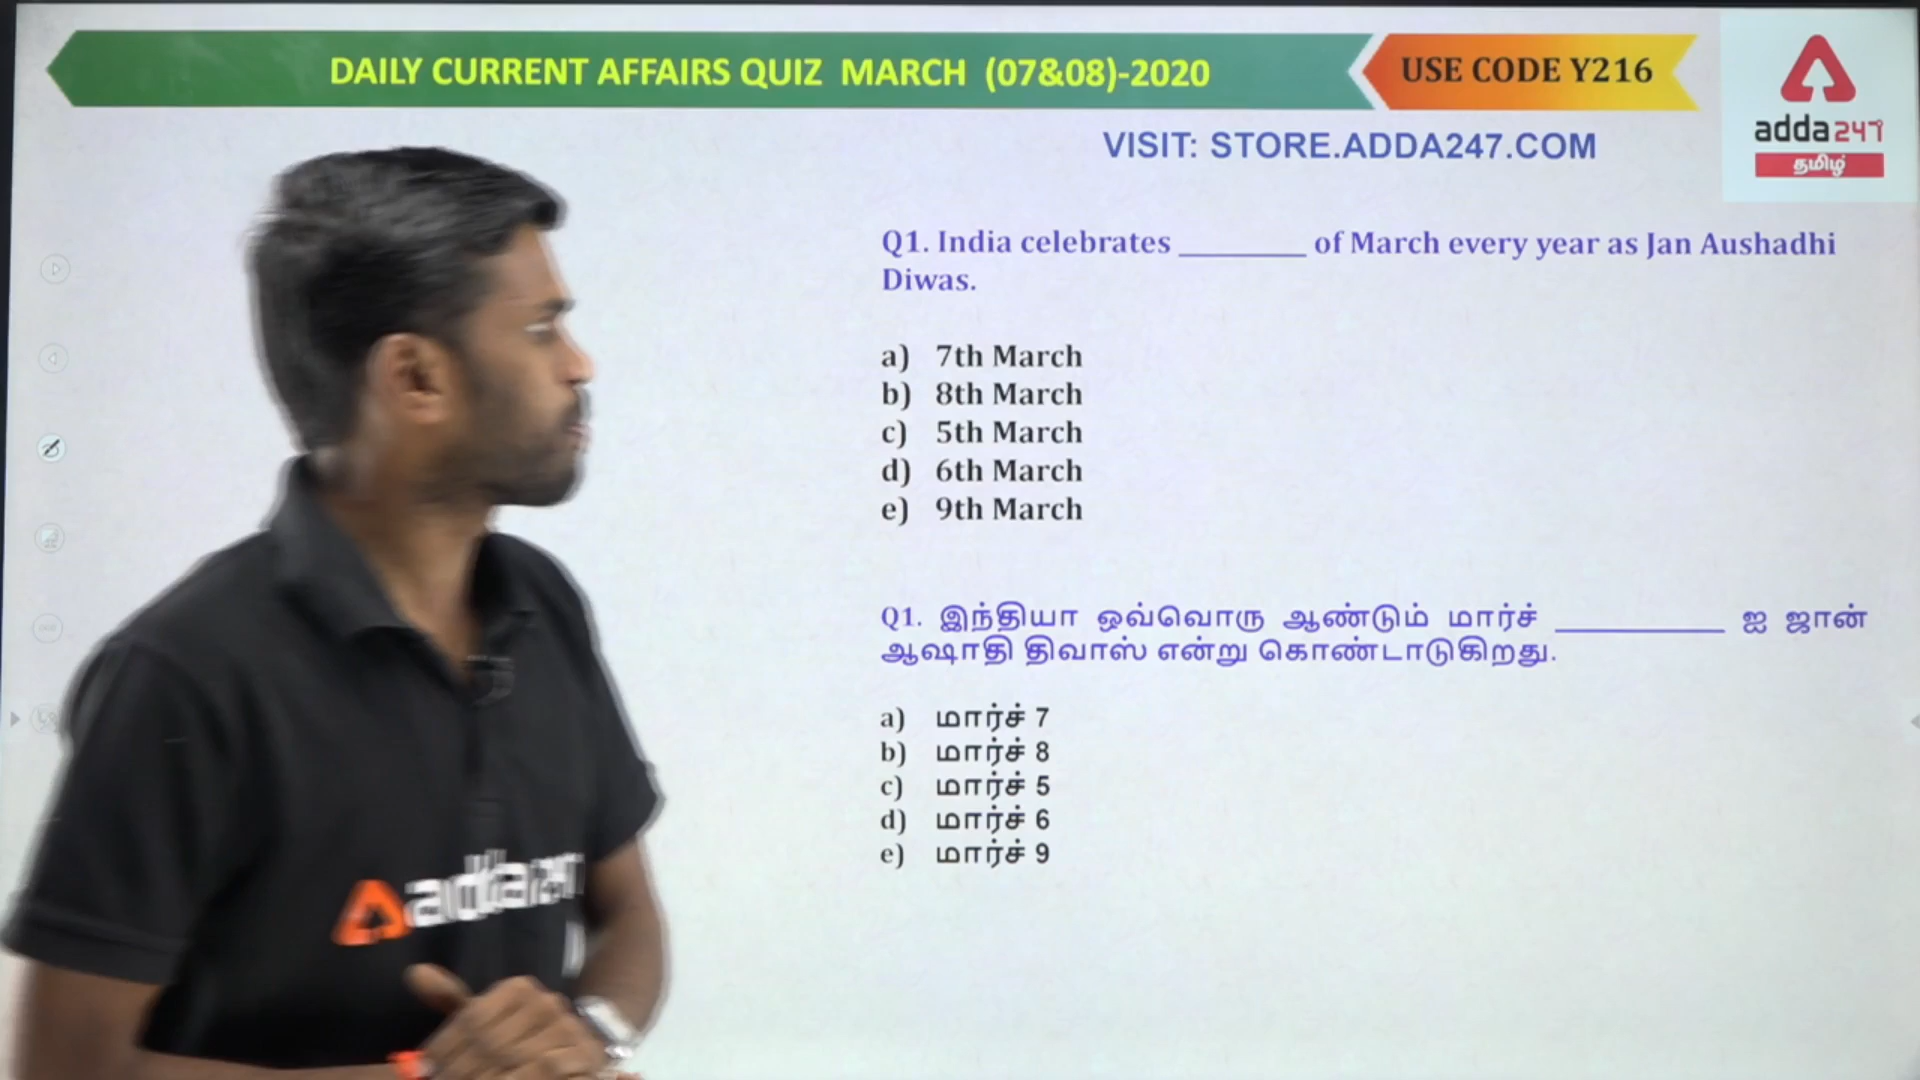 DAILY CURRENT AFFAIRS QUIZ MARCH (07&08)-2020
USE CODE Y216
adda247
தமிழ்
VISIT: STORE.ADDA247.COM
Q1. India celebrates ________ of March every year as Jan Aushadhi
Diwas.
a) 7th March
b) 8th March
c) 5th March
d) 6th March
e) 9th March
Q1. இந்தியா ஒவ்வொரு ஆண்டும் மார்ச் ___________ ஐ ஜான்
ஆஷாதி திவாஸ் என்று கொண்டாடுகிறது.
a) மார்ச் 7
b) மார்ச் 8
c) மார்ச் 5
d) மார்ச் 6
e) மார்ச் 9